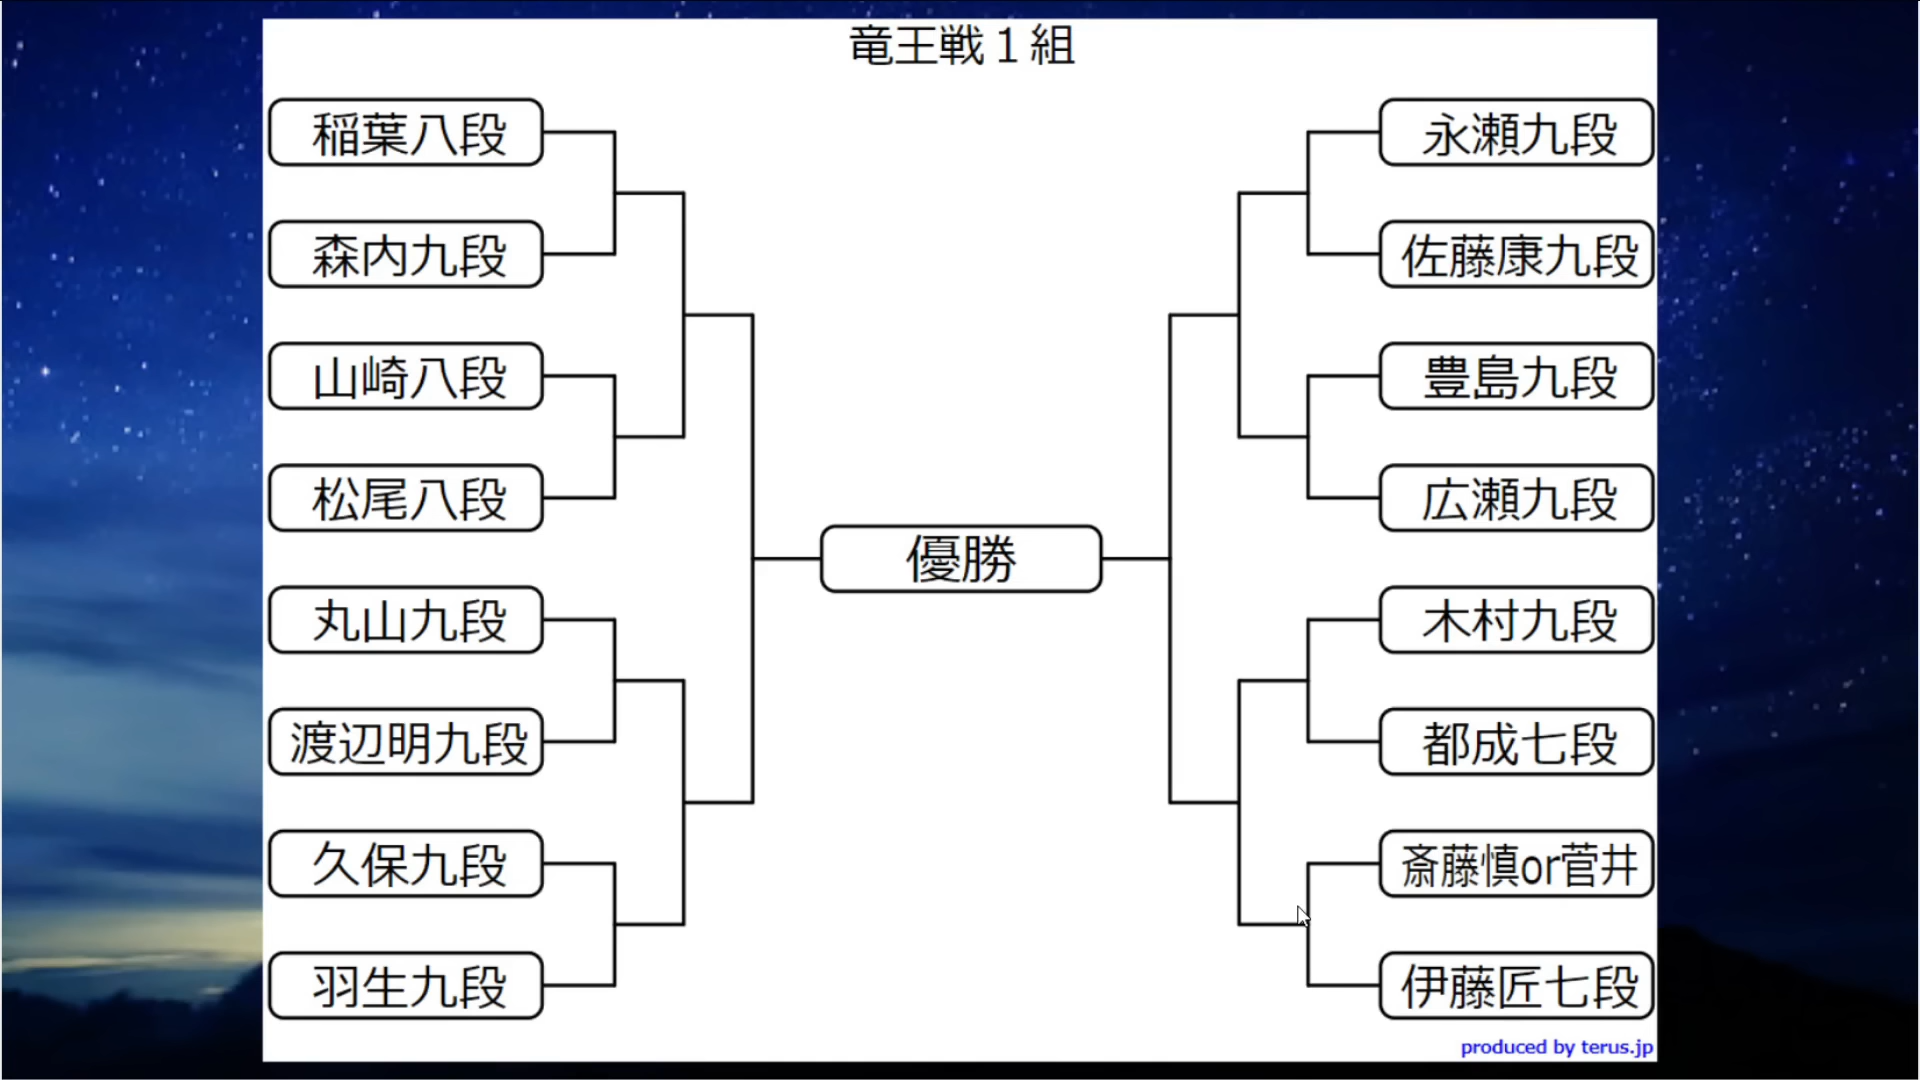 竜王戦１組
稲葉八段
森内九段
山崎八段
松尾八段
丸山九段
渡辺明九段
久保九段
羽生九段
優勝
永瀬九段
佐藤康九段
豊島九段
広瀬九段
木村九段
都成七段
斎藤慎or菅井
伊藤匠七段
produced by terus.jp